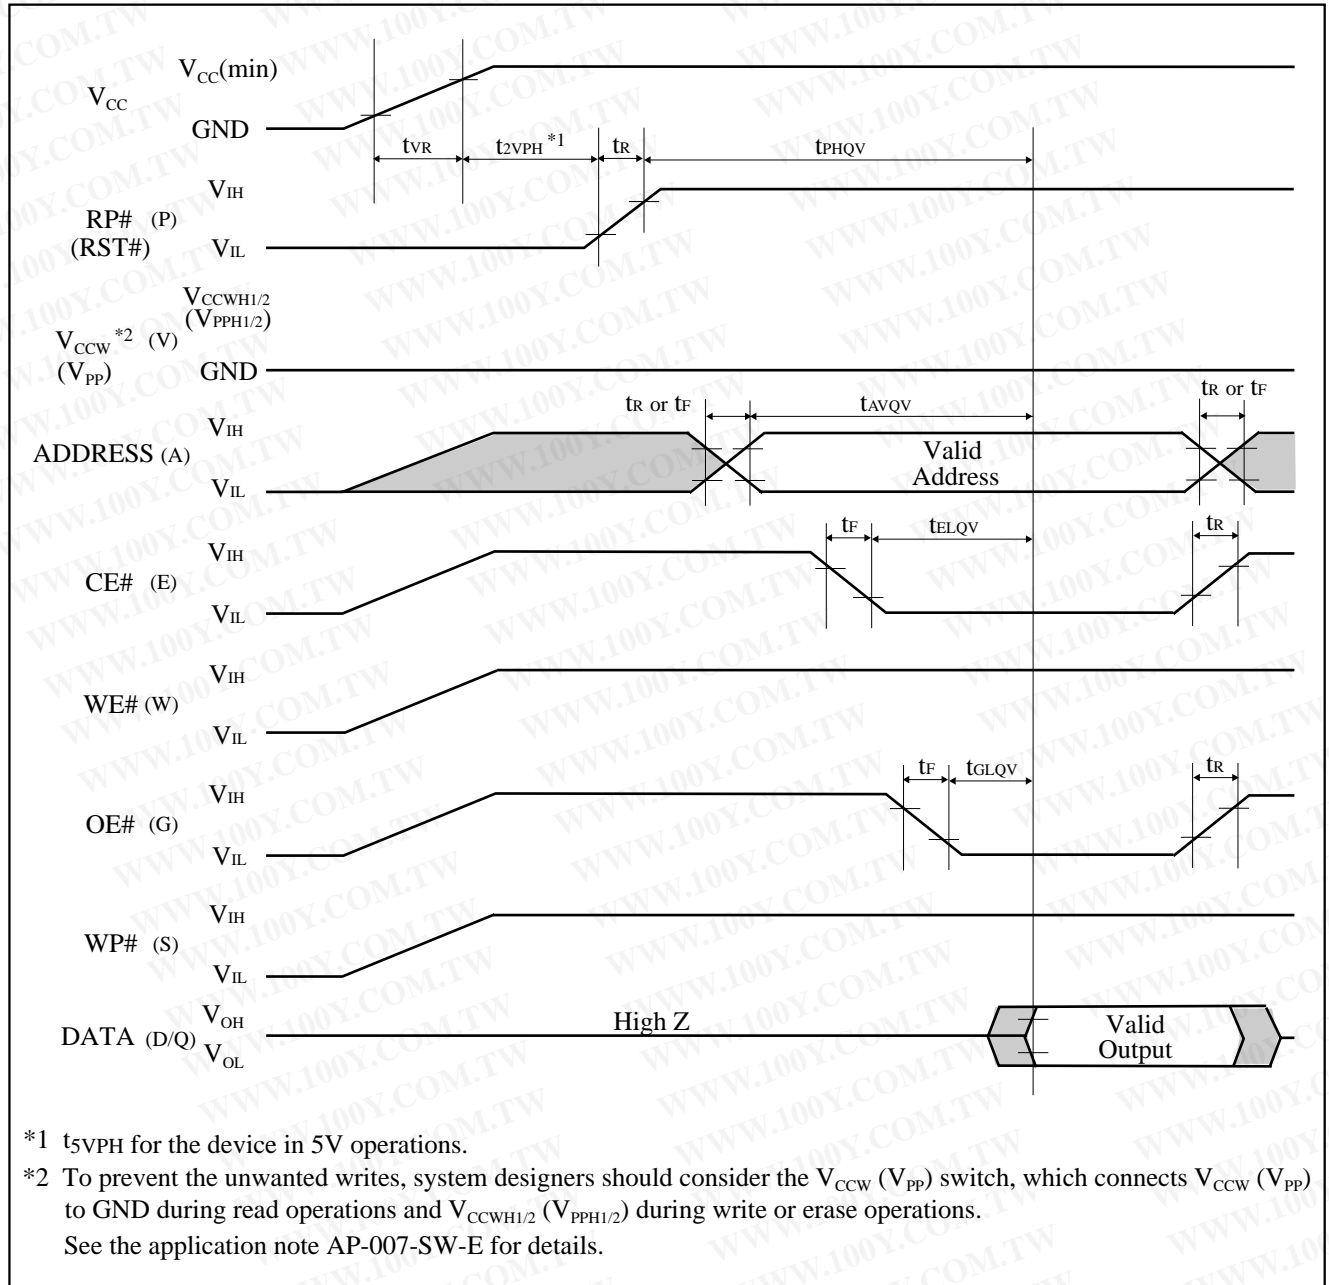 VCC(min)
VCC
GND
tVR
t2VPH *1
tR
tPHQV
VIH
RP# (P)
(RST#)
VIL
VCCWH1/2
(VPPH1/2)
VCCW *2 (V)
(VPP)
GND
tR or tF
tAVQV
tR or tF
VIH
ADDRESS (A)
Valid
Address
VIL
tF
tELQV
tR
VIH
CE# (E)
VIL
VIH
WE# (W)
VIL
tF
tGLQV
tR
VIH
OE# (G)
VIL
VIH
WP# (S)
VIL
VOH
High Z
Valid
DATA (D/Q)
Output
VOL
*1 t5VPH for the device in 5V operations.
*2 To prevent the unwanted writes, system designers should consider the VCCW (VPP) switch, which connects VCCW (VPP)
to GND during read operations and VCCWH1/2 (VPPH1/2) during write or erase operations.
See the application note AP-007-SW-E for details.
WWW.100Y.COM.TW